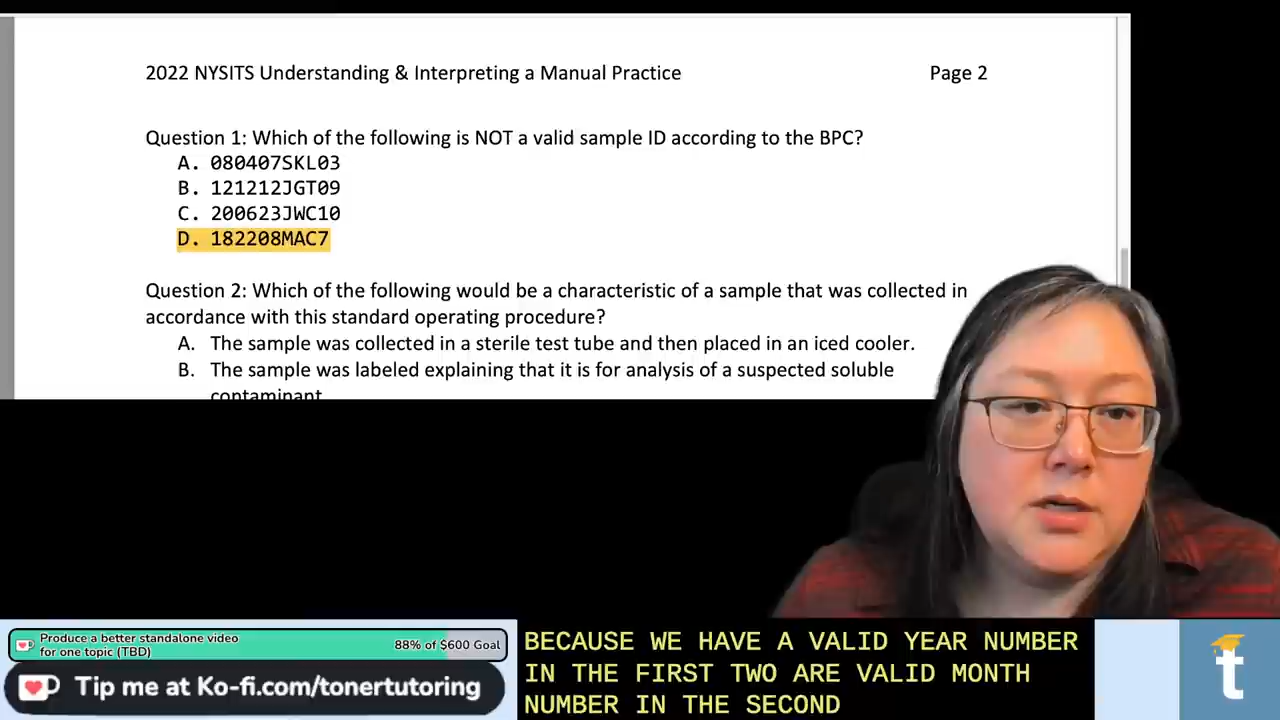 2022 NYSITS Understanding & Interpreting a Manual Practice Page 2
Question 1: Which of the following is NOT a valid sample ID according to the BPC?
A. 080407SKL03
B. 121212JGT09
C. 200623JWC10
D. 182208MAC7
Question 2: Which of the following would be a characteristic of a sample that was collected in
accordance with this standard operating procedure?
A. The sample was collected in a sterile test tube and then placed in an iced cooler.
B. The sample was labeled explaining that it is for analysis of a suspected soluble
contaminant
Produce a better standalone video
for one topic (TBD)
88% of $600 Goal
Tip me at Ko-fi.com/tonertutoring
BECAUSE WE HAVE A VALID YEAR NUMBER
IN THE FIRST TWO ARE VALID MONTH
NUMBER IN THE SECOND
t